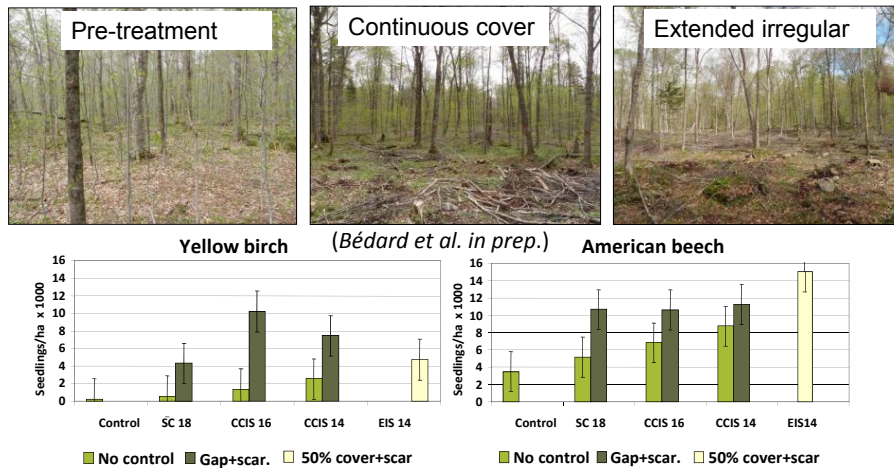 Pre-treatment
Continuous cover
Extended irregular
(Bédard et al. in prep.)
Yellow birch
Seedlings/ha x 1000
16
14
12
10
8
6
4
2
0
Control SC 18 CCIS 16 CCIS 14 EIS 14
No control Gap+scar. 50% cover+scar
American beech
Seedlings/ha x 1000
16
14
12
10
8
6
4
2
0
Control SC 18 CCIS 16 CCIS 14 EIS14
No control Gap+scar. 50% cover+scar